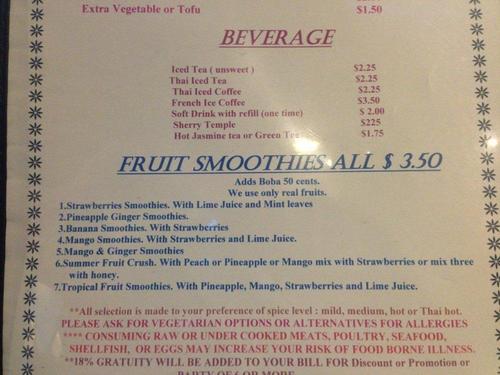 Extra Vegetable or Tofu $1.50
BEVERAGE
Iced Tea ( unsweet ) $2.25
Thai Iced Tea $2.25
Thai Iced Coffee $2.25
French Ice Coffee $3.50
Soft Drink with refill (one time) $ 2.00
Sherry Temple $225
Hot Jasmine tea or Green Tea $1.75
FRUIT SMOOTHIES ALL $ 3.50
Adds Boba 50 cents.
We use only real fruits.
1.Strawberries Smoothies. With Lime Juice and Mint leaves
2.Pineapple Ginger Smoothies.
3.Banana Smoothies. With Strawberries
4.Mango Smoothies. With Strawberries and Lime Juice.
5.Mango & Ginger Smoothies
6.Summer Fruit Crush. With Peach or Pineapple or Mango mix with Strawberries or mix three
with honey.
7.Tropical Fruit Smoothies. With Pineapple, Mango, Strawberries and Lime Juice.
**All selection is made to your preference of spice level : mild, medium, hot or Thai hot.
PLEASE ASK FOR VEGETARIAN OPTIONS OR ALTERNATIVES FOR ALLERGIES
**** CONSUMING RAW OR UNDER COOKED MEATS, POULTRY, SEAFOOD,
SHELLFISH, OR EGGS MAY INCREASE YOUR RISK OF FOOD BORNE ILLNESS.
**18% GRATUITY WILL BE ADDED TO YOUR BILL FOR Discount or Promotion or
PARTY OF 6 OR MORE